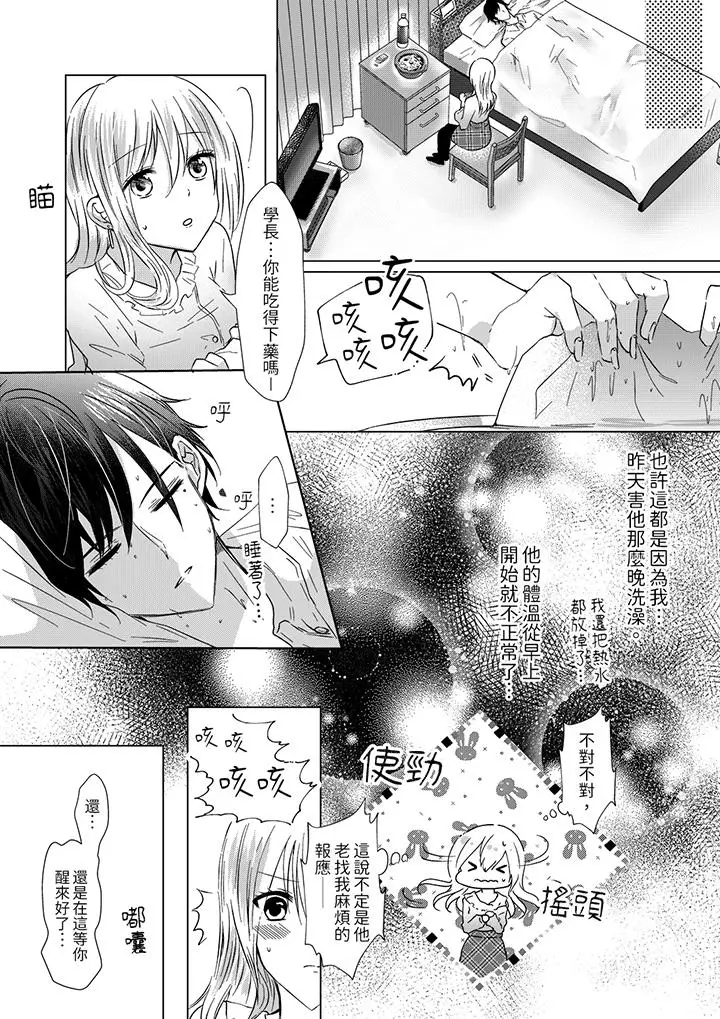 咳
咳
咳
咳
也許這都是因為我…
昨天害他那麼晚洗澡。
我還把熱水
都放掉了…
他的體溫從早上
開始就不正常了…
學長…你能吃得下藥嗎—
瞄
呼
呼
…。
睡著了…
不對不對，
使勁
搖頭
這說不定是他
老找我麻煩的
報應—
咳咳
咳咳
還…
還是在這等你
醒來好了…
嘟囔